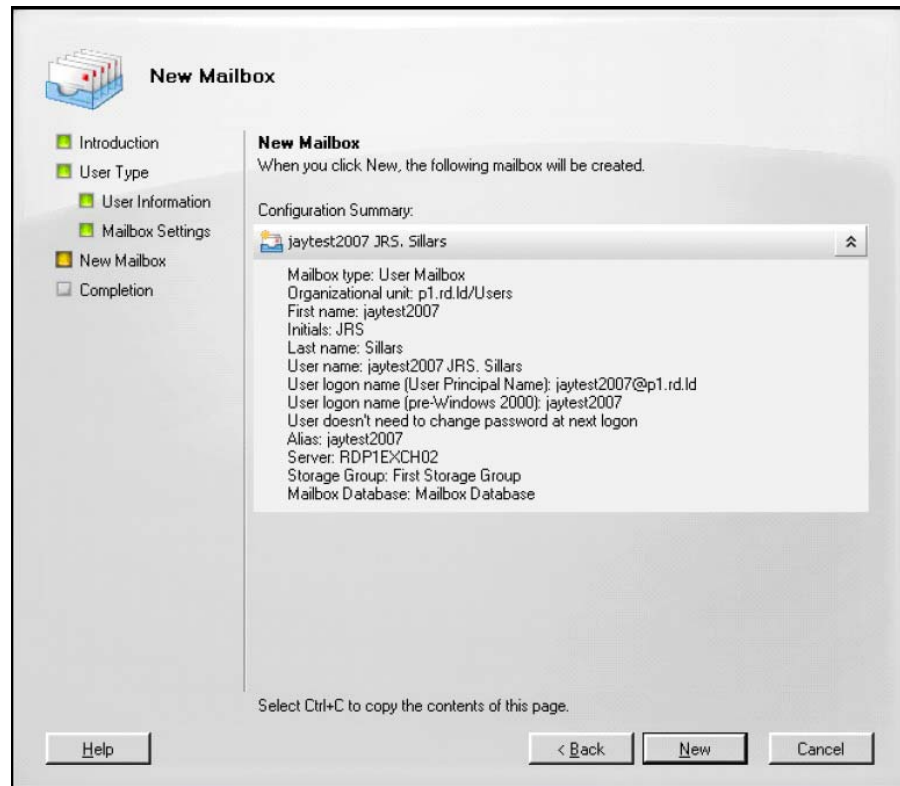 New Mailbox
Introduction
User Type
User Information
Mailbox Settings
New Mailbox
Completion
New Mailbox
When you click New, the following mailbox will be created.
Configuration Summary:
jaytest2007 JRS. Sillars
Mailbox type: User Mailbox
Organizational unit: p1.rd.ld/Users
First name: jaytest2007
Initials: JRS
Last name: Sillars
User name: jaytest2007 JRS. Sillars
User logon name (User Principal Name): jaytest2007@p1.rd.ld
User logon name (pre-Windows 2000): jaytest2007
User doesn't need to change password at next logon
Alias: jaytest2007
Server: RDP1EXCH02
Storage Group: First Storage Group
Mailbox Database: Mailbox Database
Select Ctrl+C to copy the contents of this page.
Help
< Back
New
Cancel